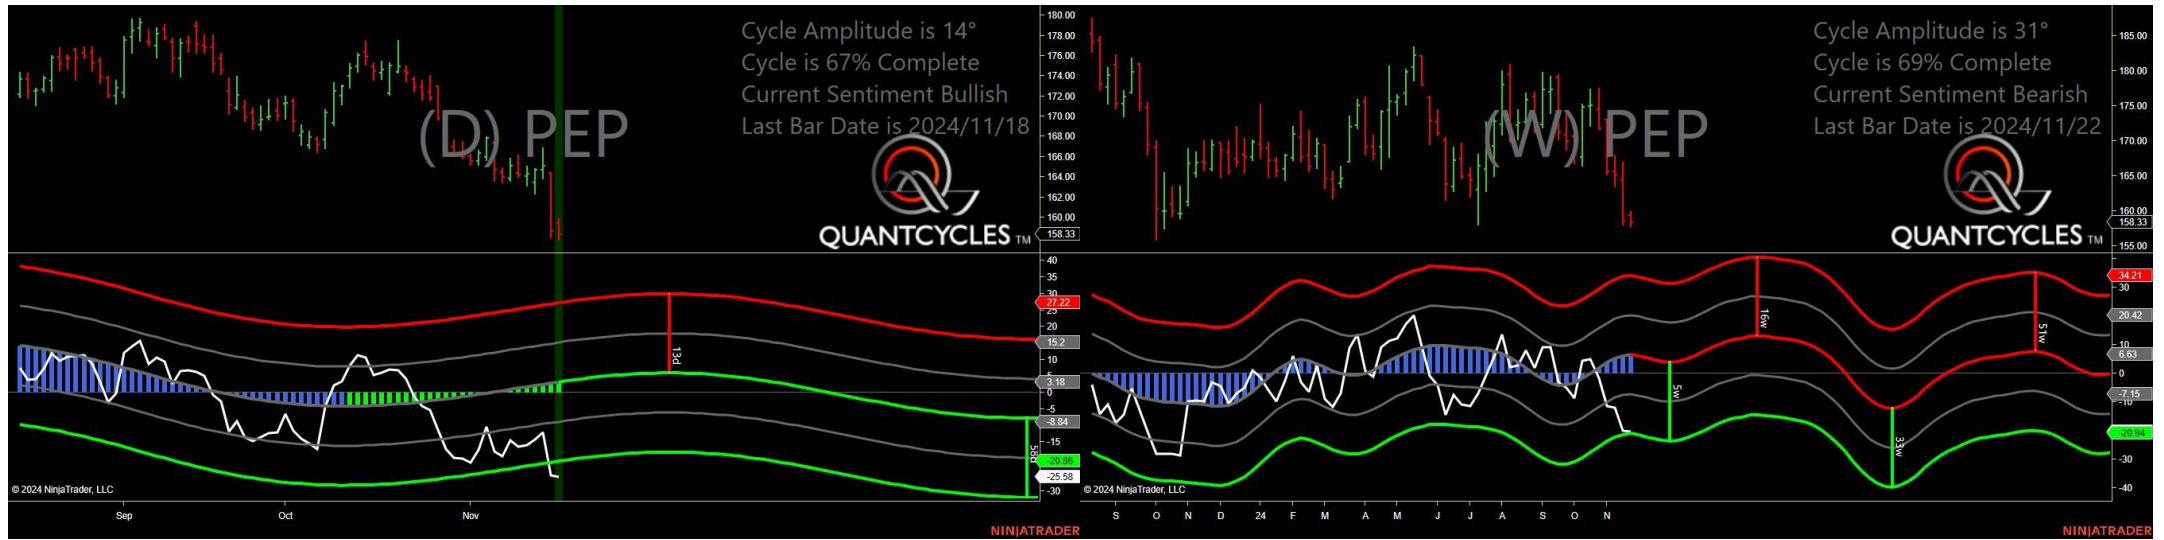 Cycle Amplitude is 14°
Cycle is 67% Complete
Current Sentiment Bullish
Last Bar Date is 2024/11/18
(D) PEP
QUANTCYCLES TM
180.00
178.00
176.00
174.00
172.00
170.00
168.00
166.00
164.00
162.00
160.00
158.33
40
35
30
27.22
25
20
15.2
10
5
3.18
0
-5
-8.84
-15
-20.86
-25.58
-30
13d
58d
© 2024 NinjaTrader, LLC
Sep Oct Nov
NINJATRADER
Cycle Amplitude is 31°
Cycle is 69% Complete
Current Sentiment Bearish
Last Bar Date is 2024/11/22
(W) PEP
QUANTCYCLES TM
185.00
180.00
175.00
170.00
165.00
160.00
158.33
155.00
34.21
30
20.42
10
6.63
0
-7.15
-10
-20.94
-30
-40
5w
16w
33w
51w
© 2024 NinjaTrader, LLC
S O N D 24 F M A M J J A S O N
NINJATRADER